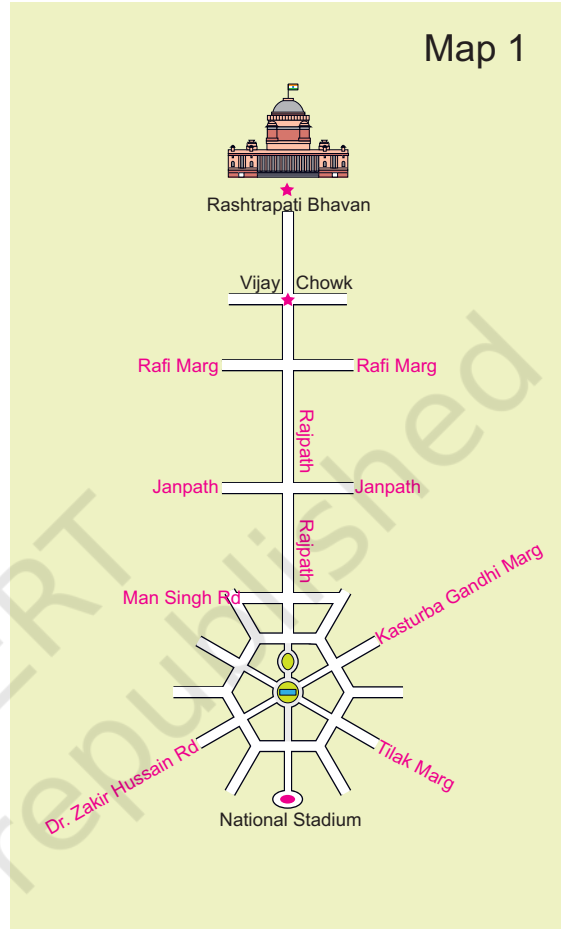 Map 1
Rashtrapati Bhavan
Vijay Chowk
Rafi Marg Rafi Marg
Rajpath
Janpath Janpath
Rajpath
Man Singh Rd
Kasturba Gandhi Marg
Dr. Zakir Hussain Rd
Tilak Marg
National Stadium
republished